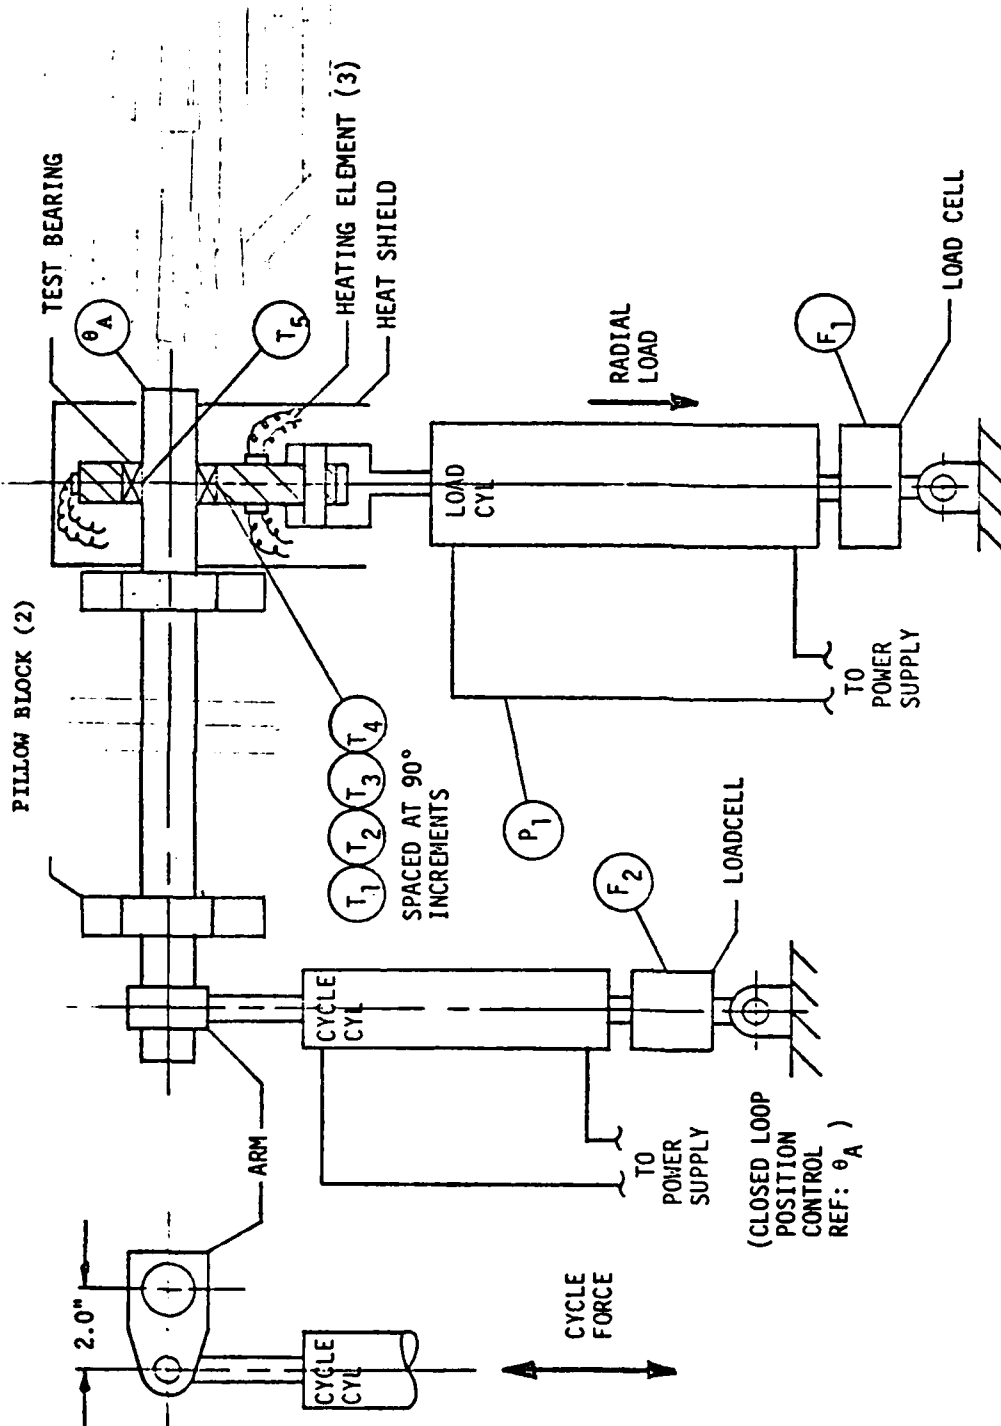 PILLOW BLOCK (2)
TEST BEARING
θA
T5
HEATING ELEMENT (3)
HEAT SHIELD
T1 T2 T3 T4
SPACED AT 90°
INCREMENTS
LOAD
CYL
RADIAL
LOAD
F1
LOAD CELL
TO
POWER
SUPPLY
P1
F2
LOADCELL
CYCLE
CYL
TO
POWER
SUPPLY
(CLOSED LOOP
POSITION
CONTROL
REF: θA )
ARM
2.0"
CYCLE
CYL
CYCLE
FORCE